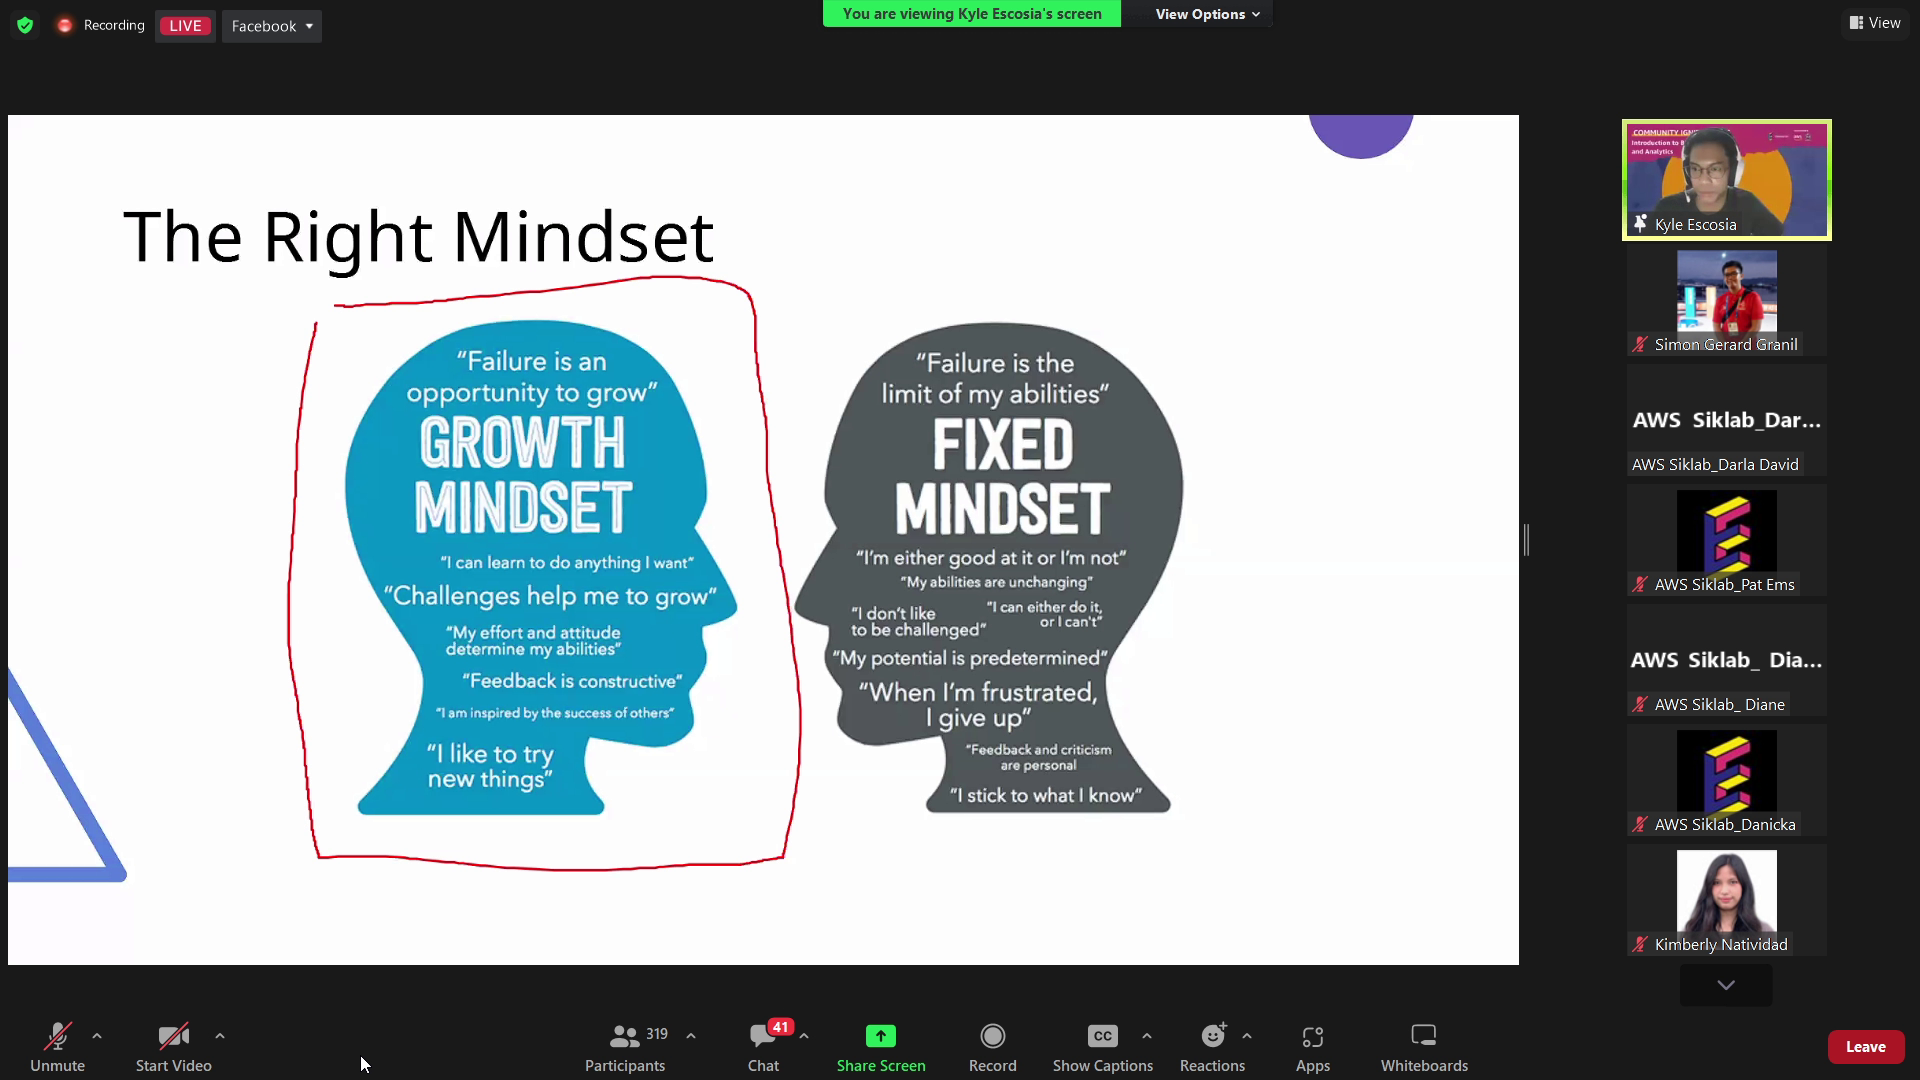 Recording
LIVE
Facebook
You are viewing Kyle Escosia's screen
View Options
View
The Right Mindset
“Failure is an
opportunity to grow”
GROWTH
MINDSET
“I can learn to do anything I want”
“Challenges help me to grow”
“My effort and attitude
determine my abilities”
“Feedback is constructive”
“I am inspired by the success of others”
“I like to try
new things”
“Failure is the
limit of my abilities”
FIXED
MINDSET
“I’m either good at it or I’m not”
“My abilities are unchanging”
“I don’t like
to be challenged”
“I can either do it,
or I can’t”
“My potential is predetermined”
“When I’m frustrated,
I give up”
“Feedback and criticism
are personal
“I stick to what I know”
COMMUNITY
Introduction to
and Analytics
Kyle Escosia
Simon Gerard Granil
AWS Siklab_Dar...
AWS Siklab_Darla David
AWS Siklab_Pat Ems
AWS Siklab_ Dia...
AWS Siklab_ Diane
AWS Siklab_Danicka
Kimberly Natividad
Unmute
Start Video
319
Participants
41
Chat
Share Screen
Record
CC
Show Captions
Reactions
Apps
Whiteboards
Leave